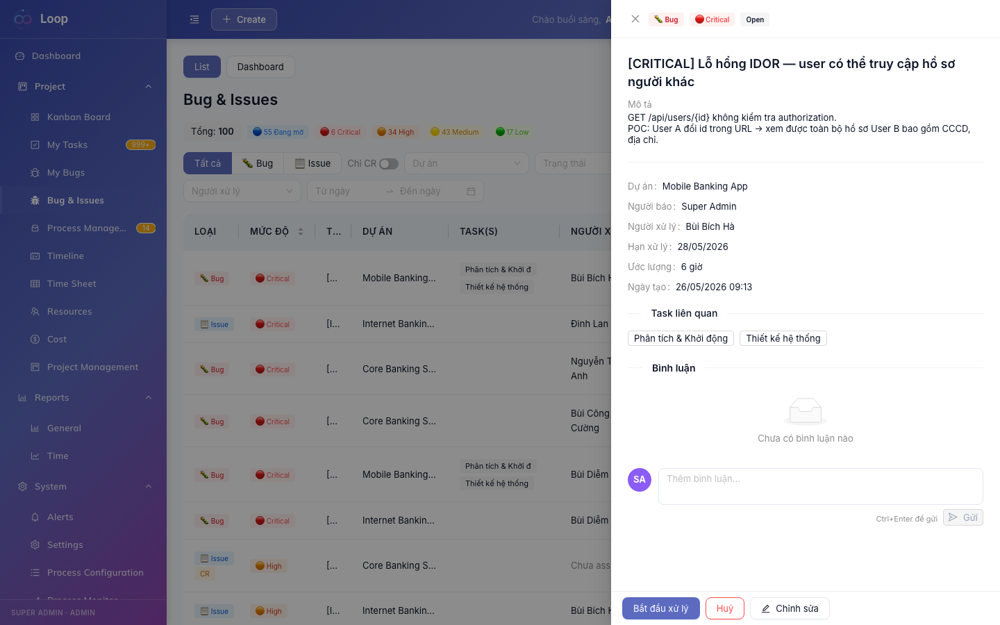 Loop
Create
Chào buổi sáng,
Dashboard
Project
Kanban Board
My Tasks
999+
My Bugs
Bug & Issues
Process Manage...
14
Timeline
Time Sheet
Resources
Cost
Project Management
Reports
General
Time
System
Alerts
Settings
Process Configuration
Process Monitor
SUPER ADMIN · ADMIN
List
Dashboard
Bug & Issues
Tổng: 100
55 Đang mở
6 Critical
34 High
43 Medium
17 Low
Tất cả
Bug
Issue
Chỉ CR
Dự án
Trạng thái
Người xử lý
Từ ngày
Đến ngày
LOẠI
MỨC ĐỘ
T...
DỰ ÁN
TASK(S)
NGƯỜI X
Bug
Critical
[...
Mobile Banking...
Phân tích & Khởi đ
Thiết kế hệ thống
Bùi Bích H
Issue
Critical
[I...
Internet Bankin...
Đinh Lan
Bug
Critical
[...
Core Banking S...
Nguyễn T
Anh
Bug
Critical
[...
Core Banking S...
Bùi Công
Cường
Bug
Critical
[...
Mobile Banking...
Phân tích & Khởi đ
Thiết kế hệ thống
Bùi Diễm
Bug
Critical
[...
Internet Bankin...
Bùi Diễm
Issue
CR
High
[...
Core Banking S...
Chưa ass
Issue
High
[...
Internet Bankin...
Bùi Bích H
Bug
Critical
Open
[CRITICAL] Lỗ hổng IDOR — user có thể truy cập hồ sơ
người khác
Mô tả
GET /api/users/{id} không kiểm tra authorization.
POC: User A đổi id trong URL → xem được toàn bộ hồ sơ User B bao gồm CCCD,
địa chỉ.
Dự án: Mobile Banking App
Người báo: Super Admin
Người xử lý: Bùi Bích Hà
Hạn xử lý: 28/05/2026
Ước lượng: 6 giờ
Ngày tạo: 26/05/2026 09:13
Task liên quan
Phân tích & Khởi động
Thiết kế hệ thống
Bình luận
Chưa có bình luận nào
SA
Thêm bình luận...
Ctrl+Enter để gửi
Gửi
Bắt đầu xử lý
Huỷ
Chỉnh sửa